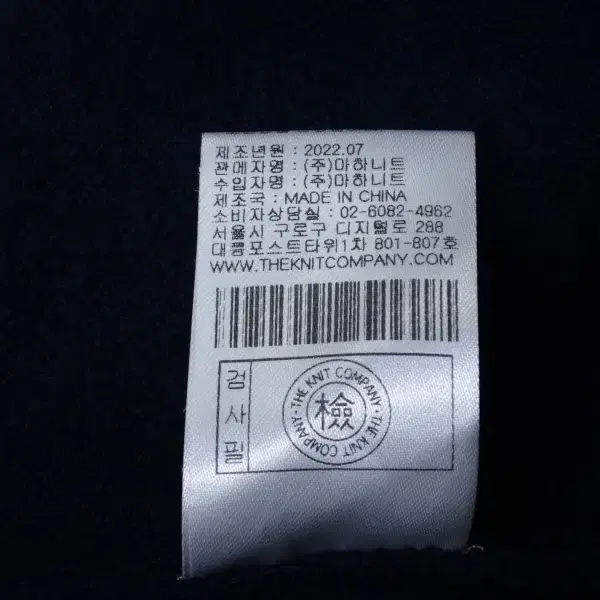 제조년원 : 2022.07
판매자명 : (주)마하니트
수입자명 : (주)마하니트
제조국 : MADE IN CHINA
소비자상담실 : 02-6082-4962
서울시 구로구 디지털로 288
대륭포스트타워1차 801-807호
WWW.THEKNITCOMPANY.COM
검사필
THE KNIT COMPANY · THE KNIT COMPANY ·
檢